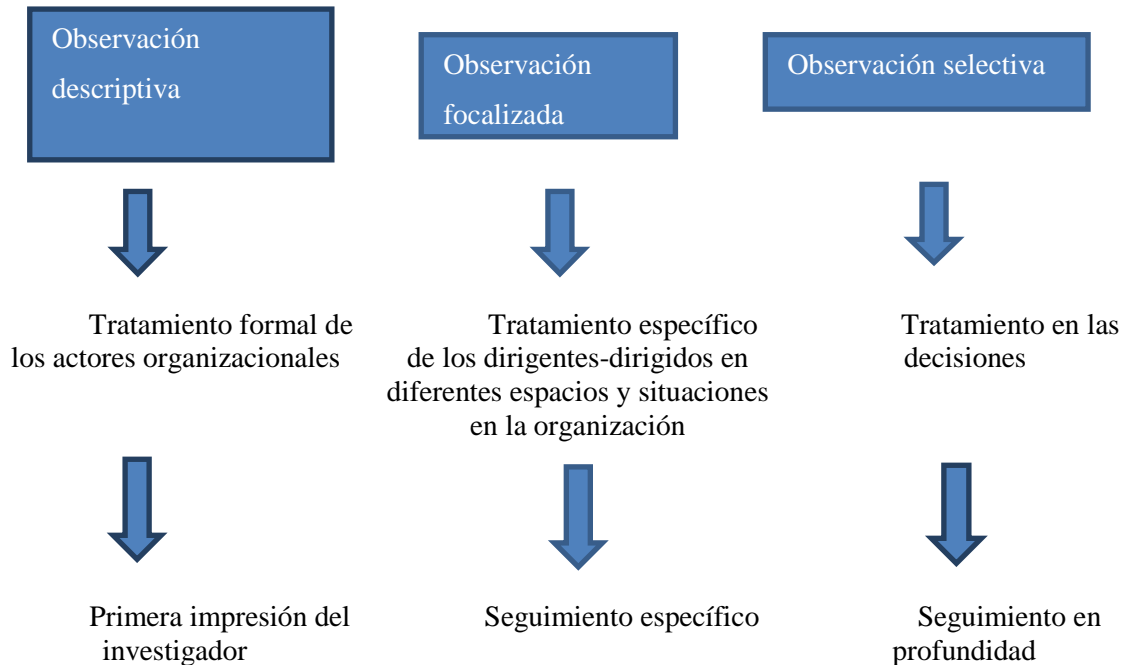 Observación
descriptiva
Observación
focalizada
Observación selectiva
Tratamiento formal de
los actores organizacionales
Tratamiento específico
de los dirigentes-dirigidos en
diferentes espacios y situaciones
en la organización
Tratamiento en las
decisiones
Primera impresión del
investigador
Seguimiento específico
Seguimiento en
profundidad